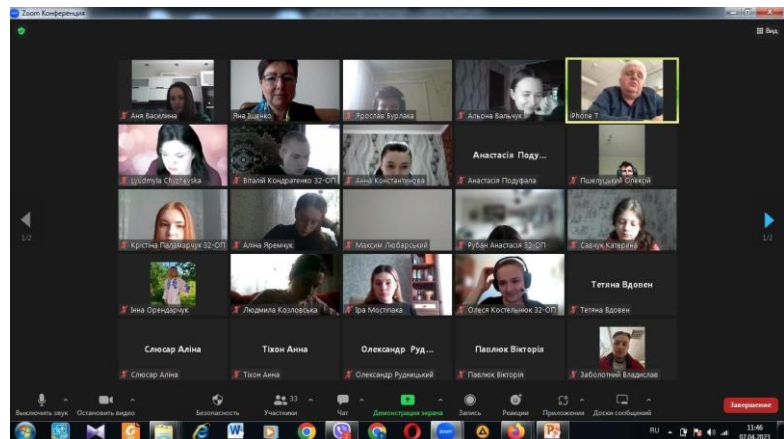 Zoom Конференция
Вид
Аня Василина
Яна Іщенко
Ярослав Бурлака
Альона Вальчук
iPhone T
Lyudmyla Chyzhevska
Віталій Кондратенко 32-ОП
Анна Константинова
Анастасія Поду...
Анастасія Подуфала
Пшелуцький Олексій
Крістіна Паламарчук 32-ОП
Аліна Яремчук
Максим Любарський
Рубан Анастасія 32-ОП
Савчук Катерина
Інна Орендарчук
Людмила Козловська
Іра Мостіпака
Олеся Костельнюк 32-ОП
Тетяна Вдовен
Тетяна Вдовен
Слюсар Аліна
Слюсар Аліна
Тіхон Анна
Тіхон Анна
Олександр Руд...
Олександр Рудницький
Павлюк Вікторія
Павлюк Вікторія
Заболотний Владислав
1/2
1/2
Выключить звук
Остановить видео
Безопасность
Участники
33
Чат
Демонстрация экрана
Запись
Реакции
Приложения
Доски сообщений
Завершение
RU
11:46
07.04.2023